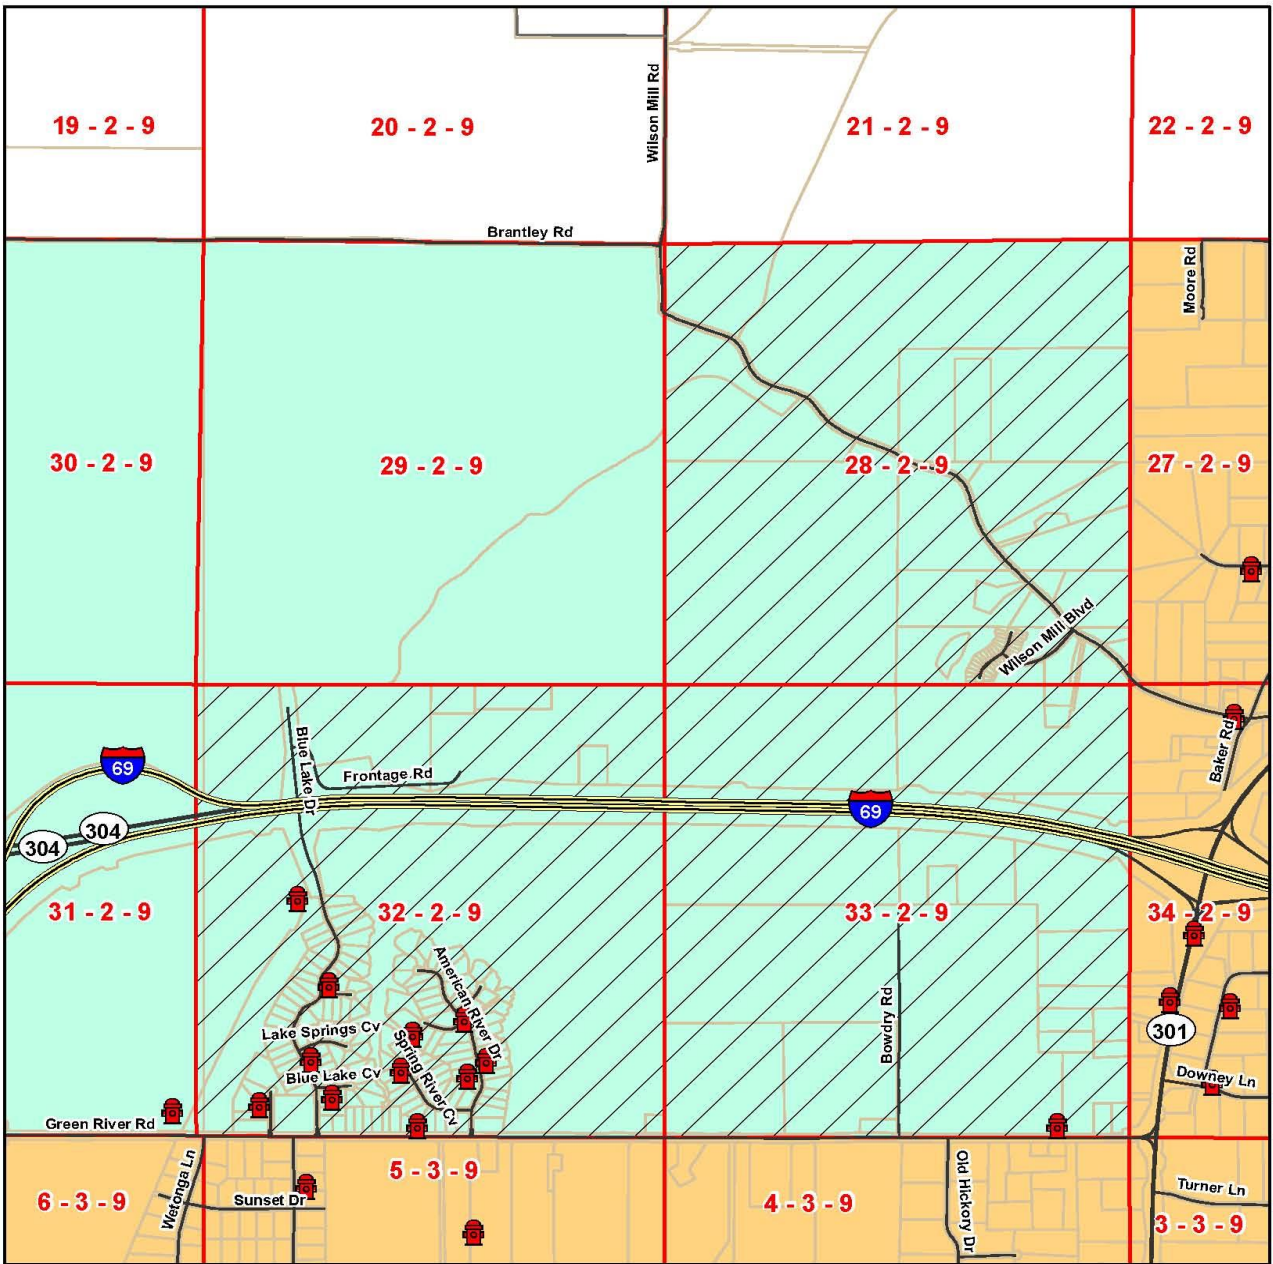 Wilson Mill Rd
19 - 2 - 9
20 - 2 - 9
21 - 2 - 9
22 - 2 - 9
Brantley Rd
Moore Rd
30 - 2 - 9
29 - 2 - 9
28 - 2 - 9
27 - 2 - 9
Wilson Mill Blvd
Blue Lake Dr
Frontage Rd
Baker Rd
69
69
304
304
31 - 2 - 9
32 - 2 - 9
33 - 2 - 9
34 - 2 - 9
American River Dr
Bowdry Rd
Lake Springs Cv
Spring River Cv
301
Blue Lake Cv
Downey Ln
Green River Rd
5 - 3 - 9
Wetonga Ln
Old Hickory Dr
6 - 3 - 9
Sunset Dr
4 - 3 - 9
Turner Ln
3 - 3 - 9